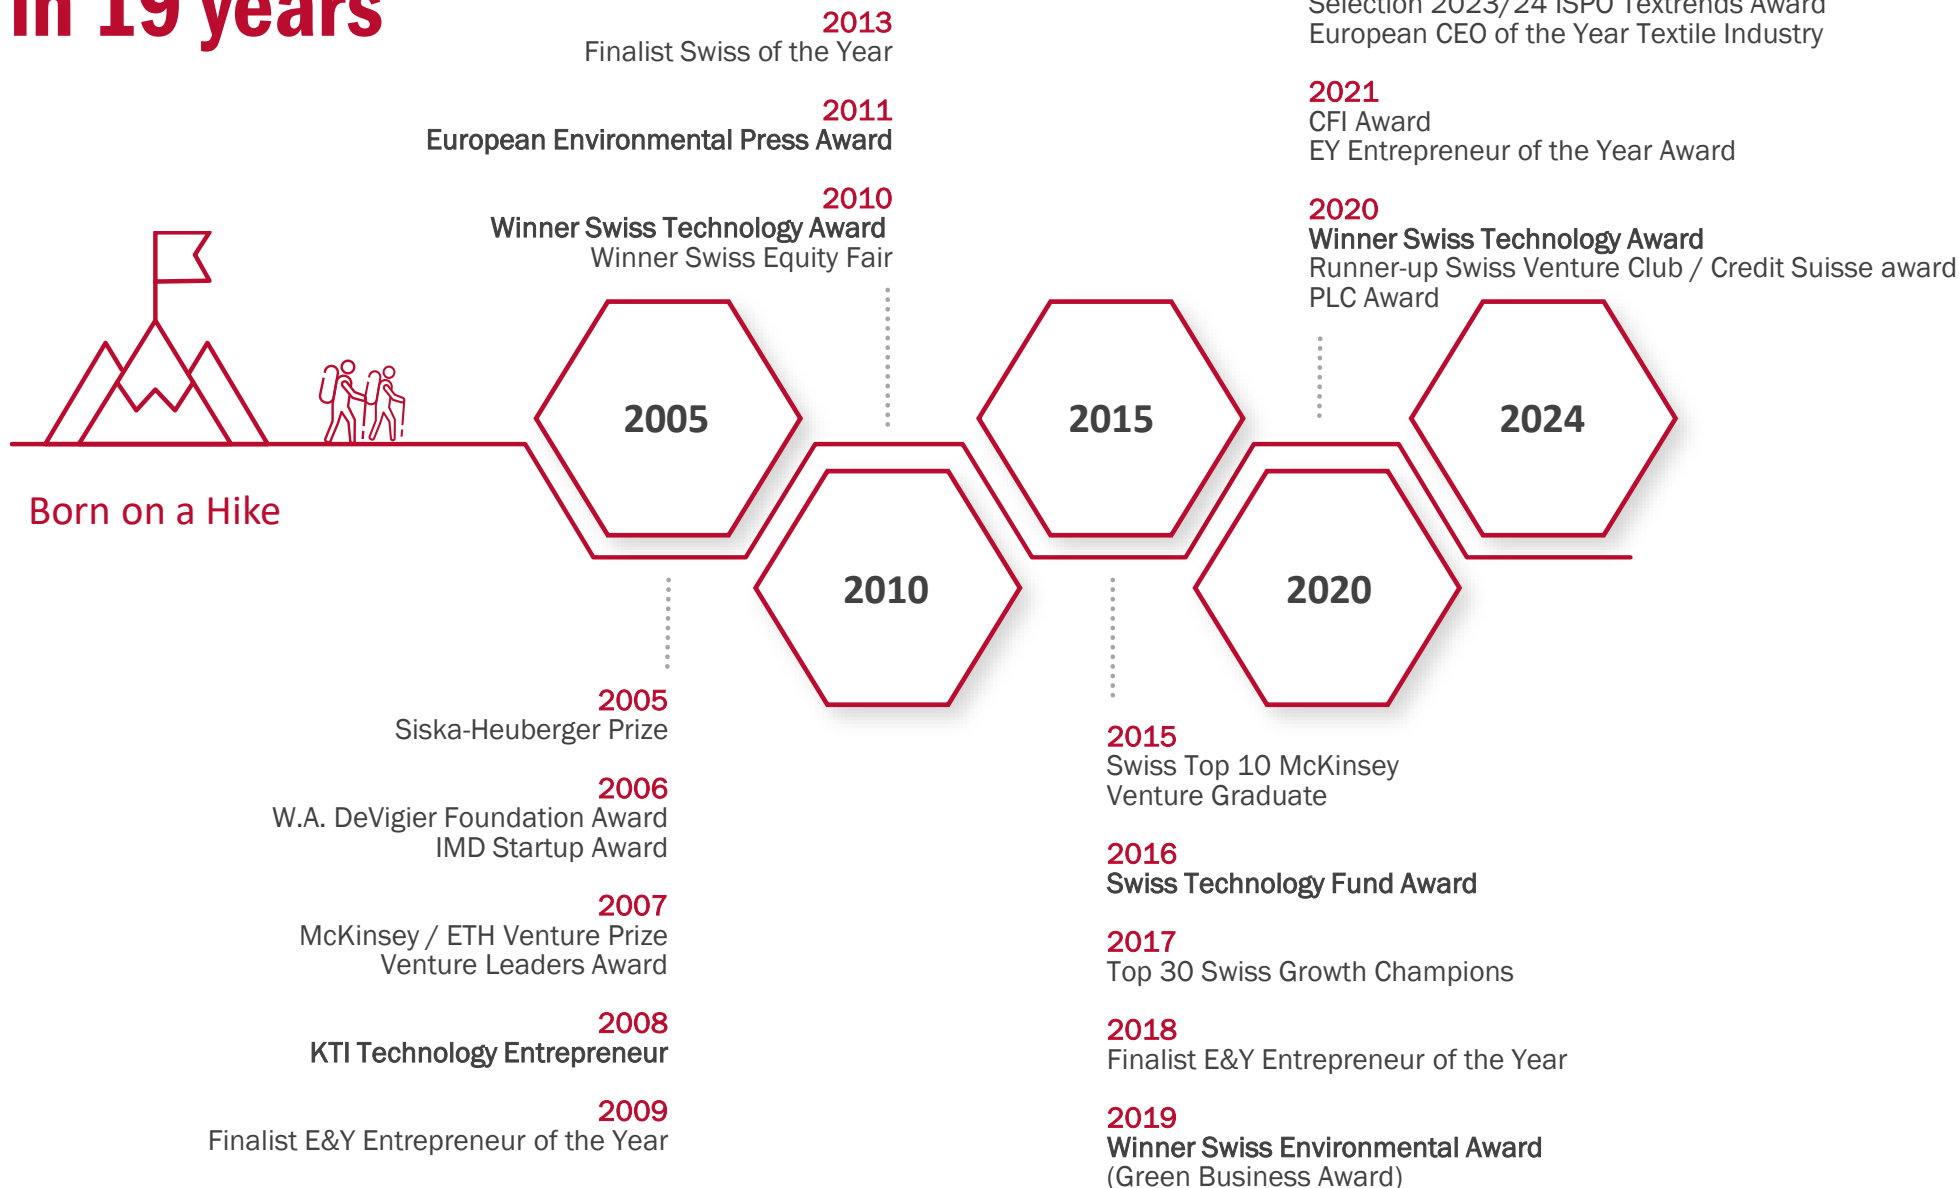 in 19 years
2013
Finalist Swiss of the Year
2011
European Environmental Press Award
2010
Winner Swiss Technology Award
Winner Swiss Equity Fair
Selection 2023/24 ISPO Textrends Award
European CEO of the Year Textile Industry
2021
CFI Award
EY Entrepreneur of the Year Award
2020
Winner Swiss Technology Award
Runner-up Swiss Venture Club / Credit Suisse award
PLC Award
Born on a Hike
2005
2010
2015
2020
2024
2005
Siska-Heuberger Prize
2006
W.A. DeVigier Foundation Award
IMD Startup Award
2007
McKinsey / ETH Venture Prize
Venture Leaders Award
2008
KTI Technology Entrepreneur
2009
Finalist E&Y Entrepreneur of the Year
2015
Swiss Top 10 McKinsey
Venture Graduate
2016
Swiss Technology Fund Award
2017
Top 30 Swiss Growth Champions
2018
Finalist E&Y Entrepreneur of the Year
2019
Winner Swiss Environmental Award
(Green Business Award)